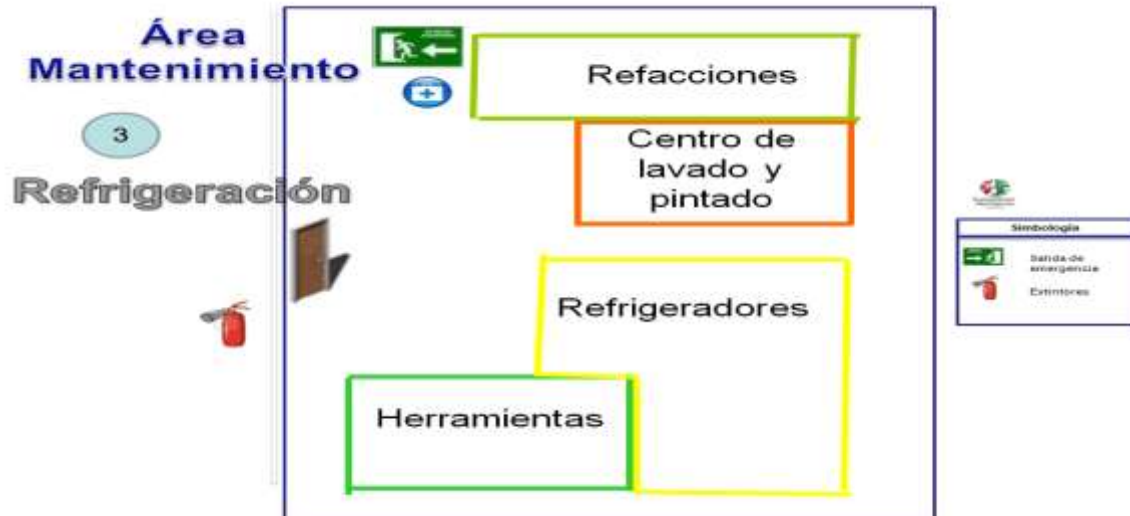 Área
Mantenimiento
3
Refrigeración
Refacciones
Centro de
lavado y
pintado
Refrigeradores
Herramientas
Simbología
Salida de
emergencia
Extintores